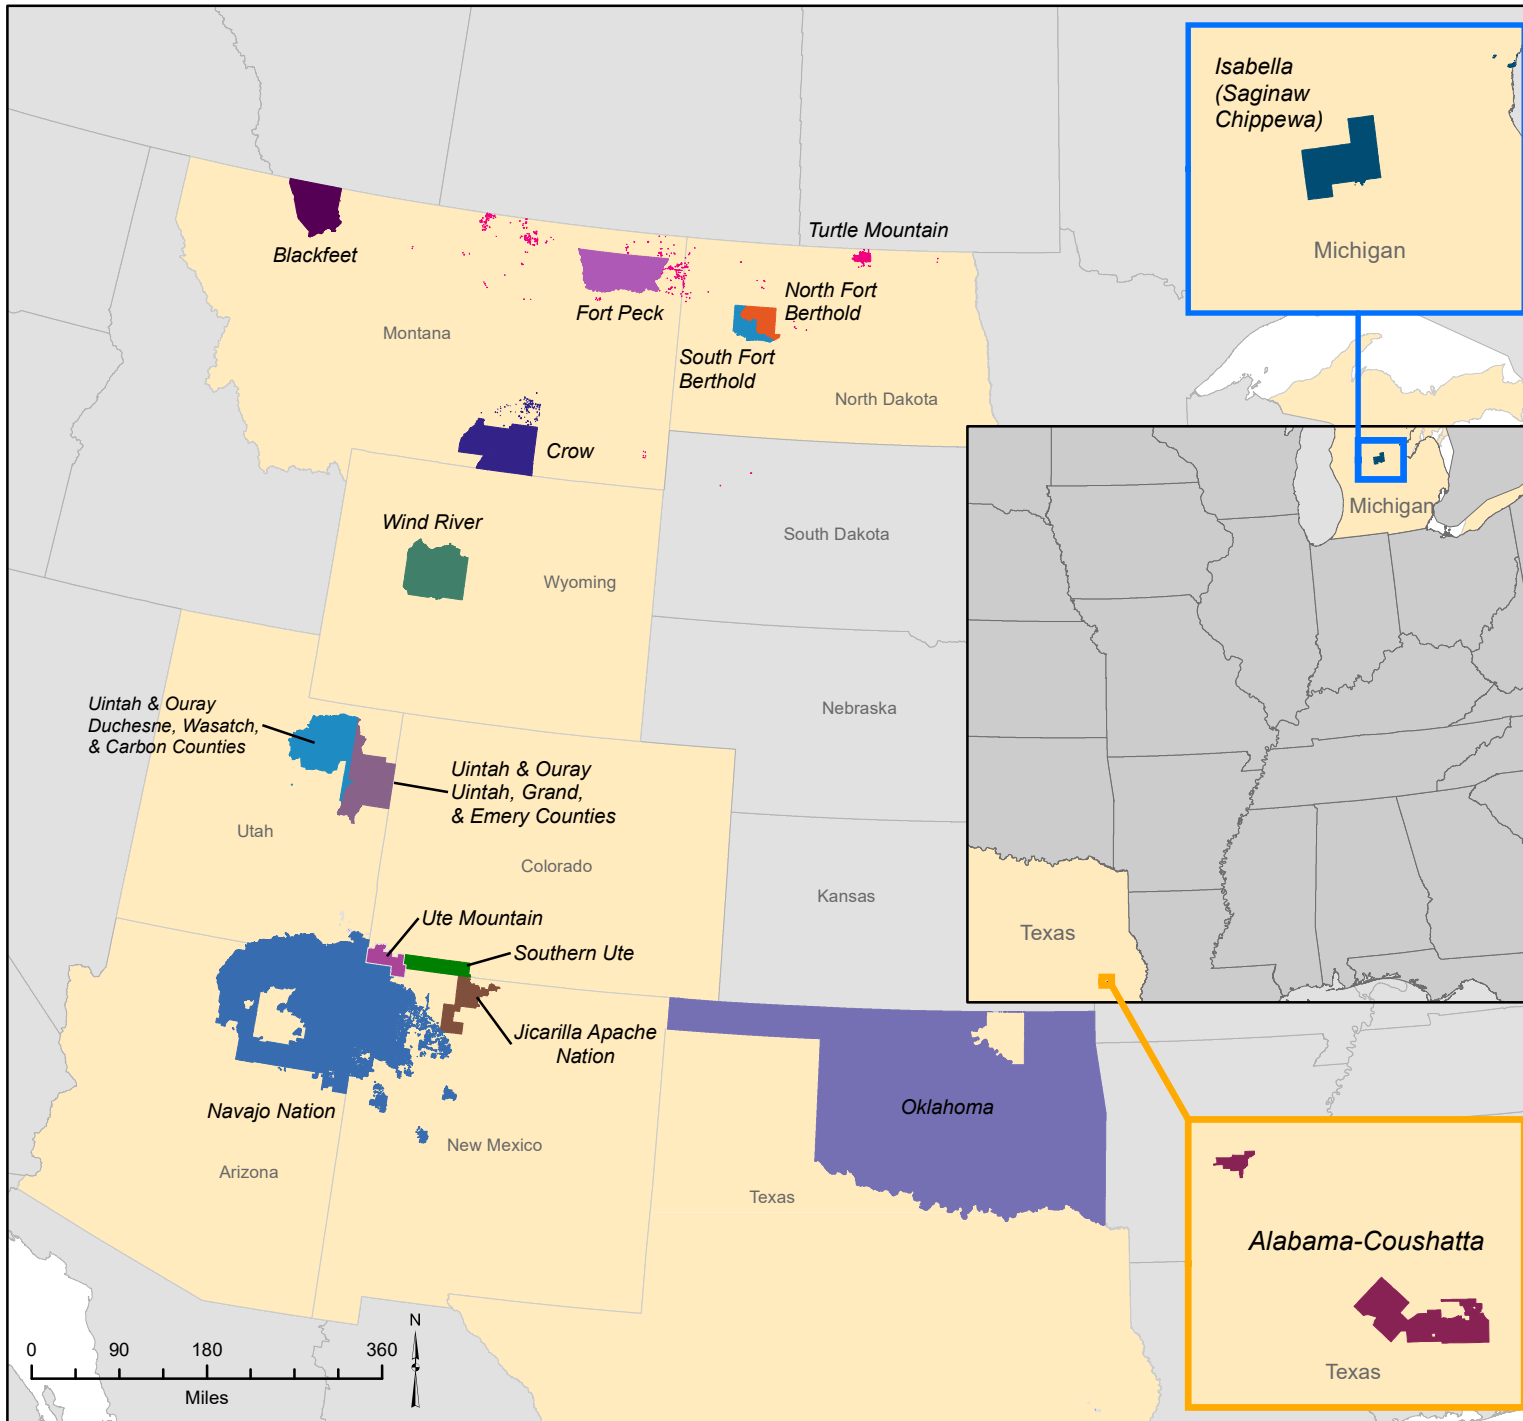 Isabella
(Saginaw
Chippewa)
Michigan
Turtle Mountain
Blackfeet
North Fort
Berthold
Fort Peck
Montana
South Fort
Berthold
North Dakota
Crow
Michigan
Wind River
South Dakota
Wyoming
Uintah & Ouray
Duchesne, Wasatch,
& Carbon Counties
Nebraska
Uintah & Ouray
Uintah, Grand,
& Emery Counties
Utah
Colorado
Kansas
Ute Mountain
Texas
Southern Ute
Jicarilla Apache
Nation
Navajo Nation
Oklahoma
New Mexico
Arizona
Texas
Alabama-Coushatta
Texas
N
0 90 180 360
Miles